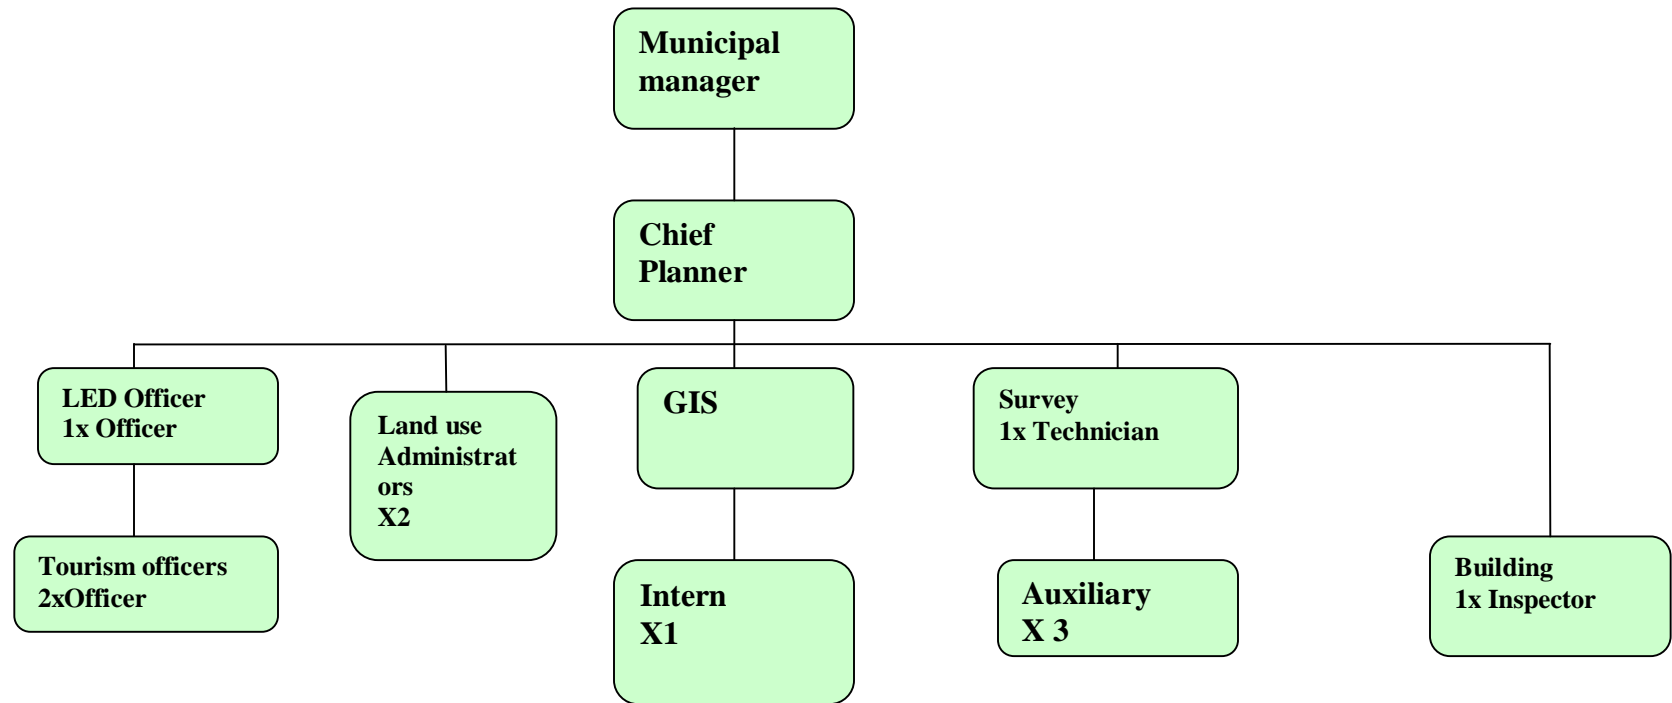 Municipal
manager
Chief
Planner
LED Officer
1x Officer
Land use
Administrat
ors
X2
GIS
Survey
1x Technician
Tourism officers
2xOfficer
Intern
X1
Auxiliary
X 3
Building
1x Inspector